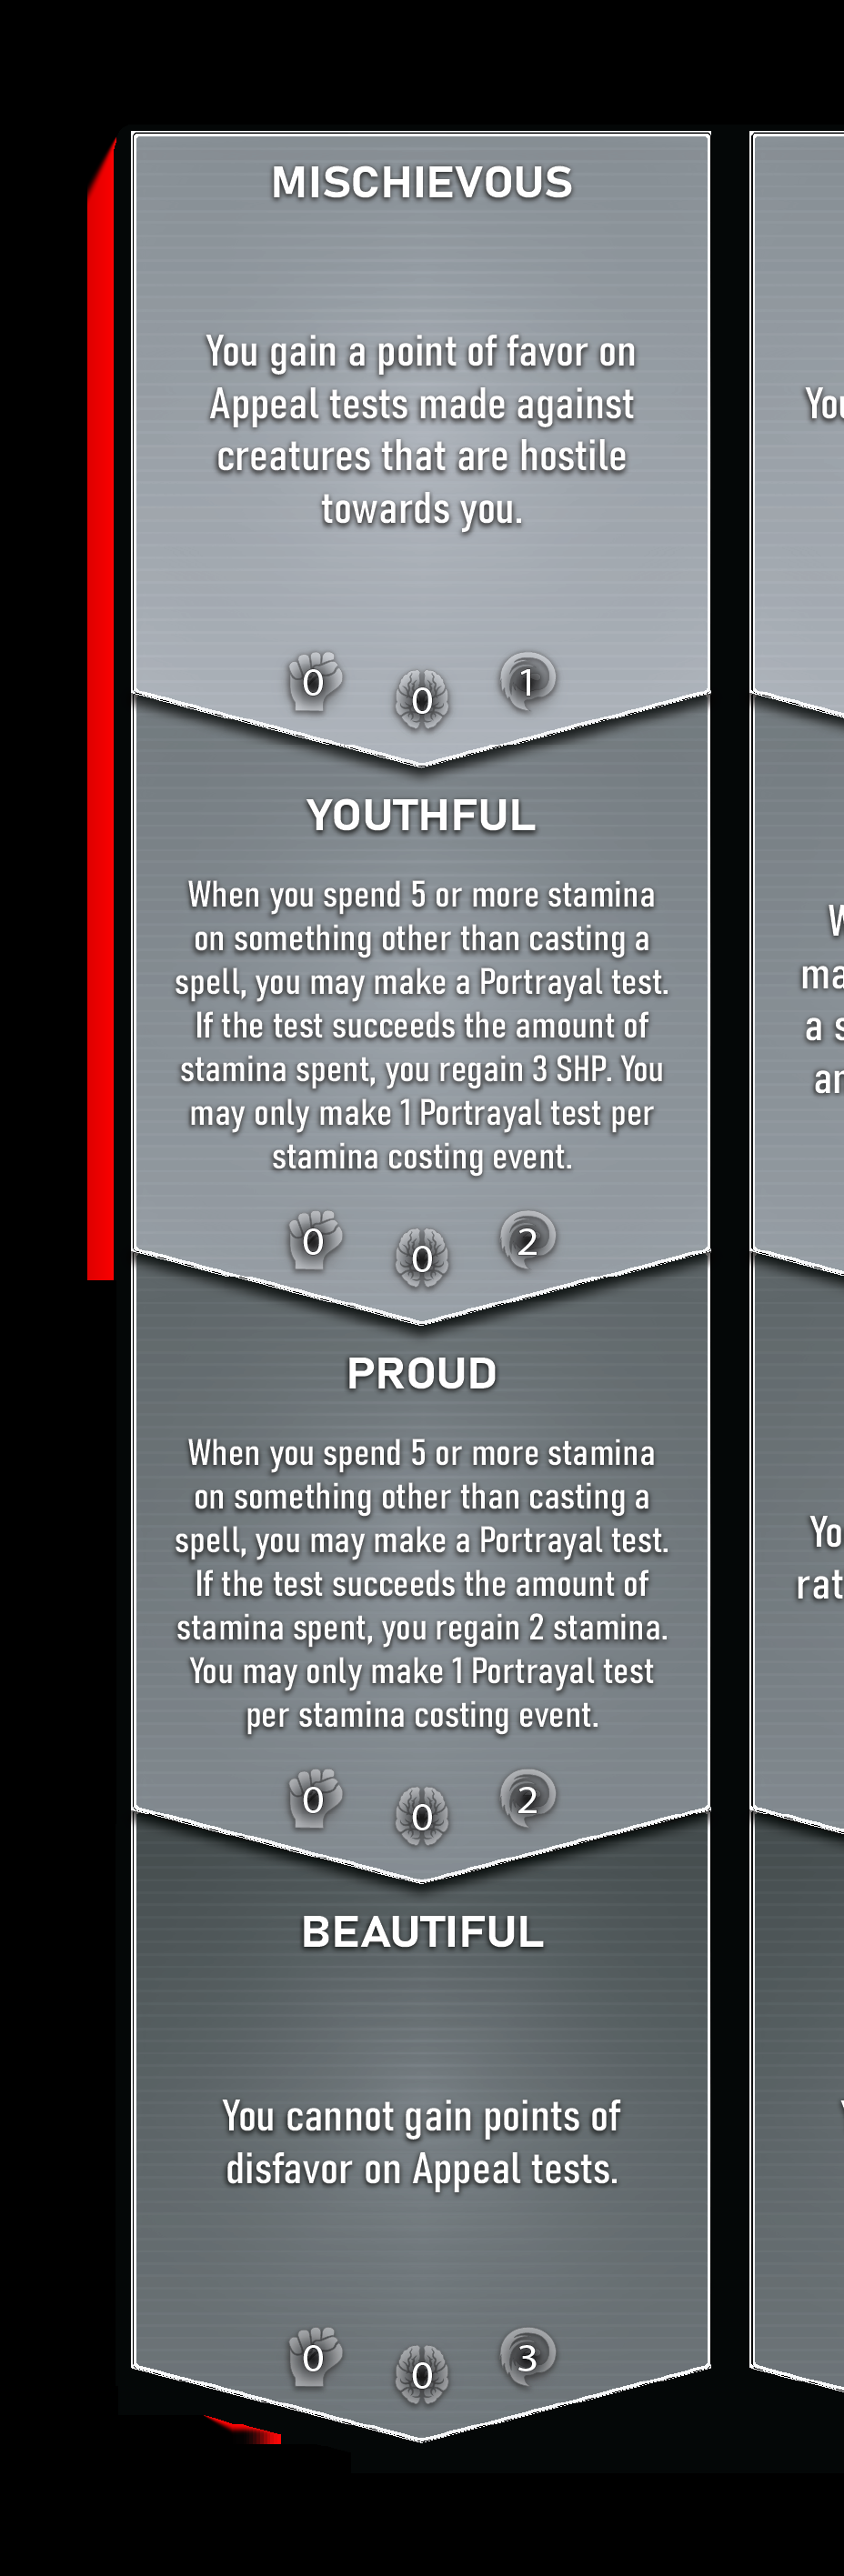 MISCHIEVOUS
You gain a point of favor on
Appeal tests made against
creatures that are hostile
towards you.
0 0 1
YOUTHFUL
When you spend 5 or more stamina
on something other than casting a
spell, you may make a Portrayal test.
If the test succeeds the amount of
stamina spent, you regain 3 SHP. You
may only make 1 Portrayal test per
stamina costing event.
0 0 2
PROUD
When you spend 5 or more stamina
on something other than casting a
spell, you may make a Portrayal test.
If the test succeeds the amount of
stamina spent, you regain 2 stamina.
You may only make 1 Portrayal test
per stamina costing event.
0 0 2
BEAUTIFUL
You cannot gain points of
disfavor on Appeal tests.
0 0 3